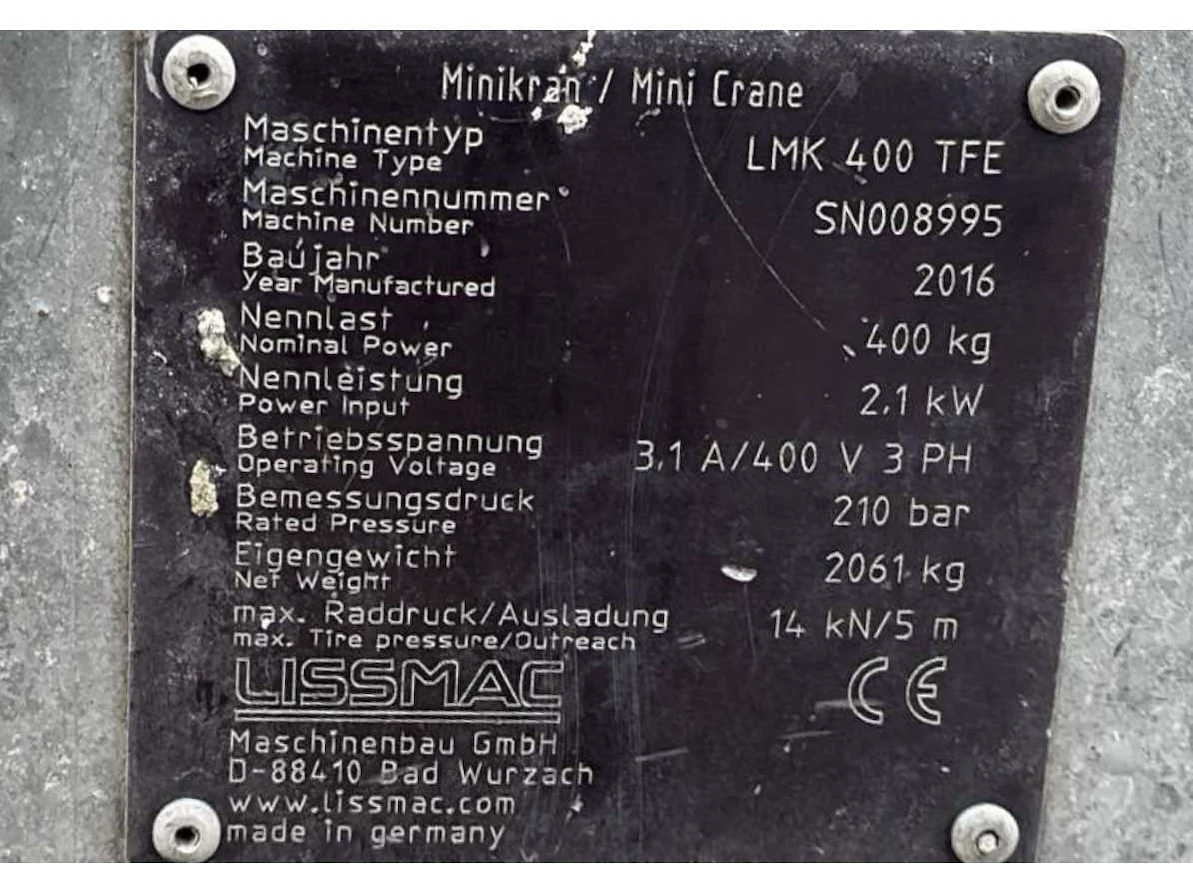 Minikran / Mini Crane
Maschinentyp
Machine Type
LMK 400 TFE
Maschinennummer
Machine Number
SN008995
Baujahr
Year Manufactured
2016
Nennlast
Nominal Power
400 kg
Nennleistung
Power Input
2.1 kW
Betriebsspannung
Operating Voltage
3.1 A/400 V 3 PH
Bemessungsdruck
Rated Pressure
210 bar
Eigengewicht
Net Weight
2061 kg
max. Raddruck/Ausladung
max. Tire pressure/Outreach
14 kN/5 m
LISSMAC
CE
Maschinenbau GmbH
D-88410 Bad Wurzach
www.lissmac.com
made in germany